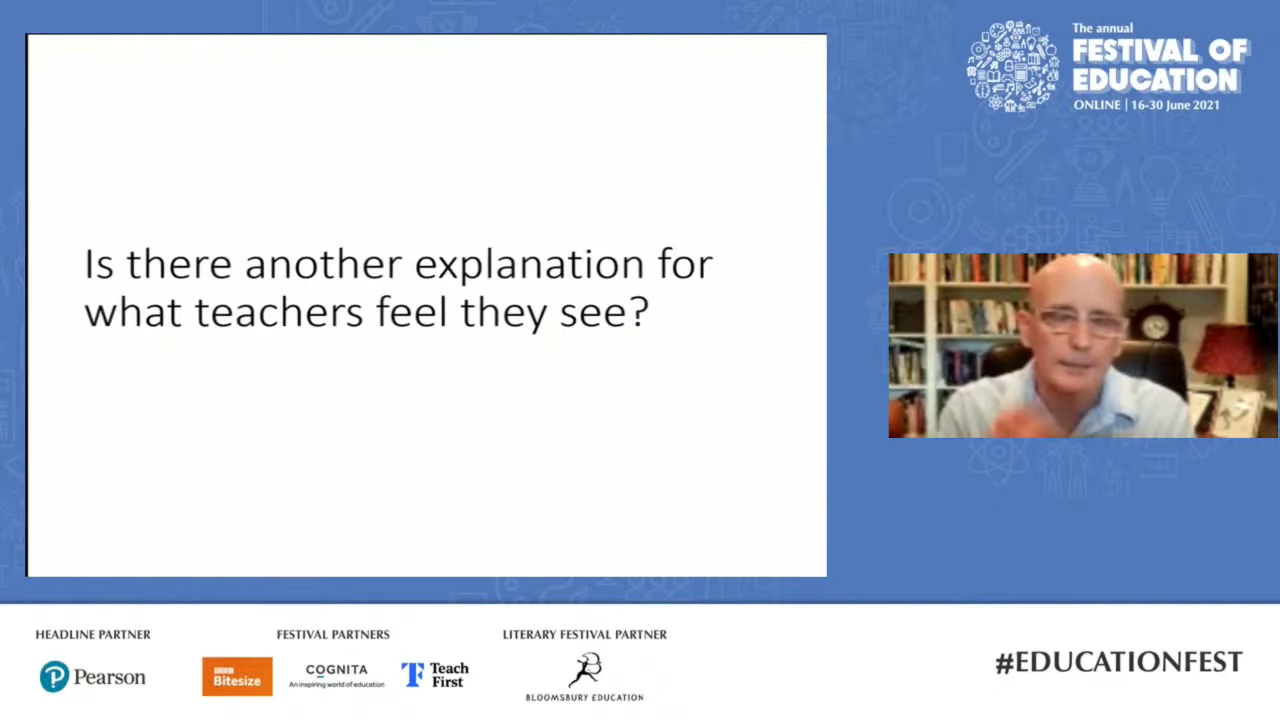 The annual
FESTIVAL OF
EDUCATION
ONLINE | 16-30 June 2021
Is there another explanation for
what teachers feel they see?
HEADLINE PARTNER
FESTIVAL PARTNERS
LITERARY FESTIVAL PARTNER
Pearson
BBC
Bitesize
COGNITA
An inspiring world of education
Teach
First
BLOOMSBURY EDUCATION
#EDUCATIONFEST